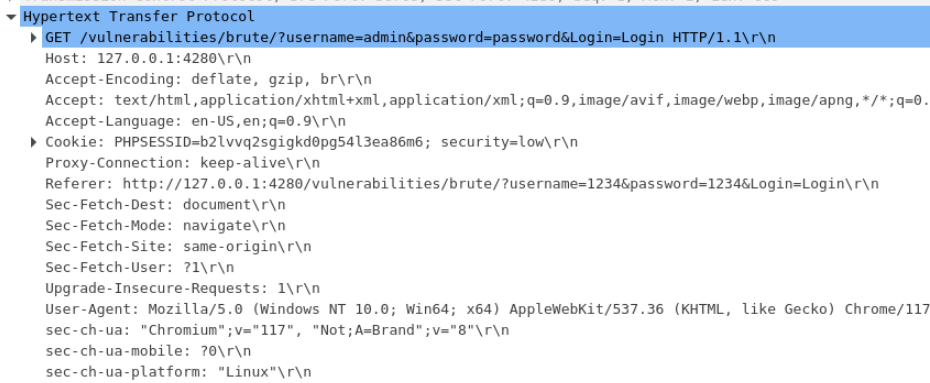 Hypertext Transfer Protocol
GET /vulnerabilities/brute/?username=admin&password=password&Login=Login HTTP/1.1\r\n
Host: 127.0.0.1:4280\r\n
Accept-Encoding: deflate, gzip, br\r\n
Accept: text/html,application/xhtml+xml,application/xml;q=0.9,image/avif,image/webp,image/apng,*/*;q=0.
Accept-Language: en-US,en;q=0.9\r\n
Cookie: PHPSESSID=b2lvvq2sgigkd0pg54l3ea86m6; security=low\r\n
Proxy-Connection: keep-alive\r\n
Referer: http://127.0.0.1:4280/vulnerabilities/brute/?username=1234&password=1234&Login=Login\r\n
Sec-Fetch-Dest: document\r\n
Sec-Fetch-Mode: navigate\r\n
Sec-Fetch-Site: same-origin\r\n
Sec-Fetch-User: ?1\r\n
Upgrade-Insecure-Requests: 1\r\n
User-Agent: Mozilla/5.0 (Windows NT 10.0; Win64; x64) AppleWebKit/537.36 (KHTML, like Gecko) Chrome/117
sec-ch-ua: "Chromium";v="117", "Not;A=Brand";v="8"\r\n
sec-ch-ua-mobile: ?0\r\n
sec-ch-ua-platform: "Linux"\r\n